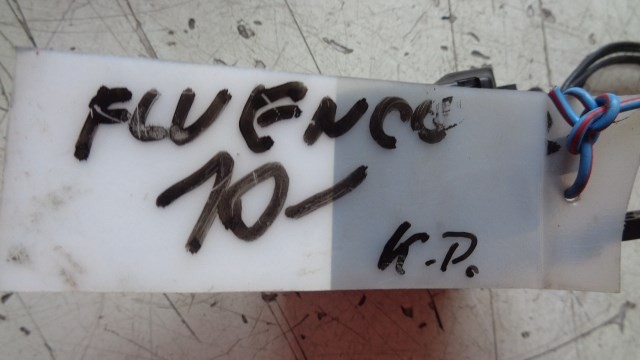 FLUENCE
10-
K.P.